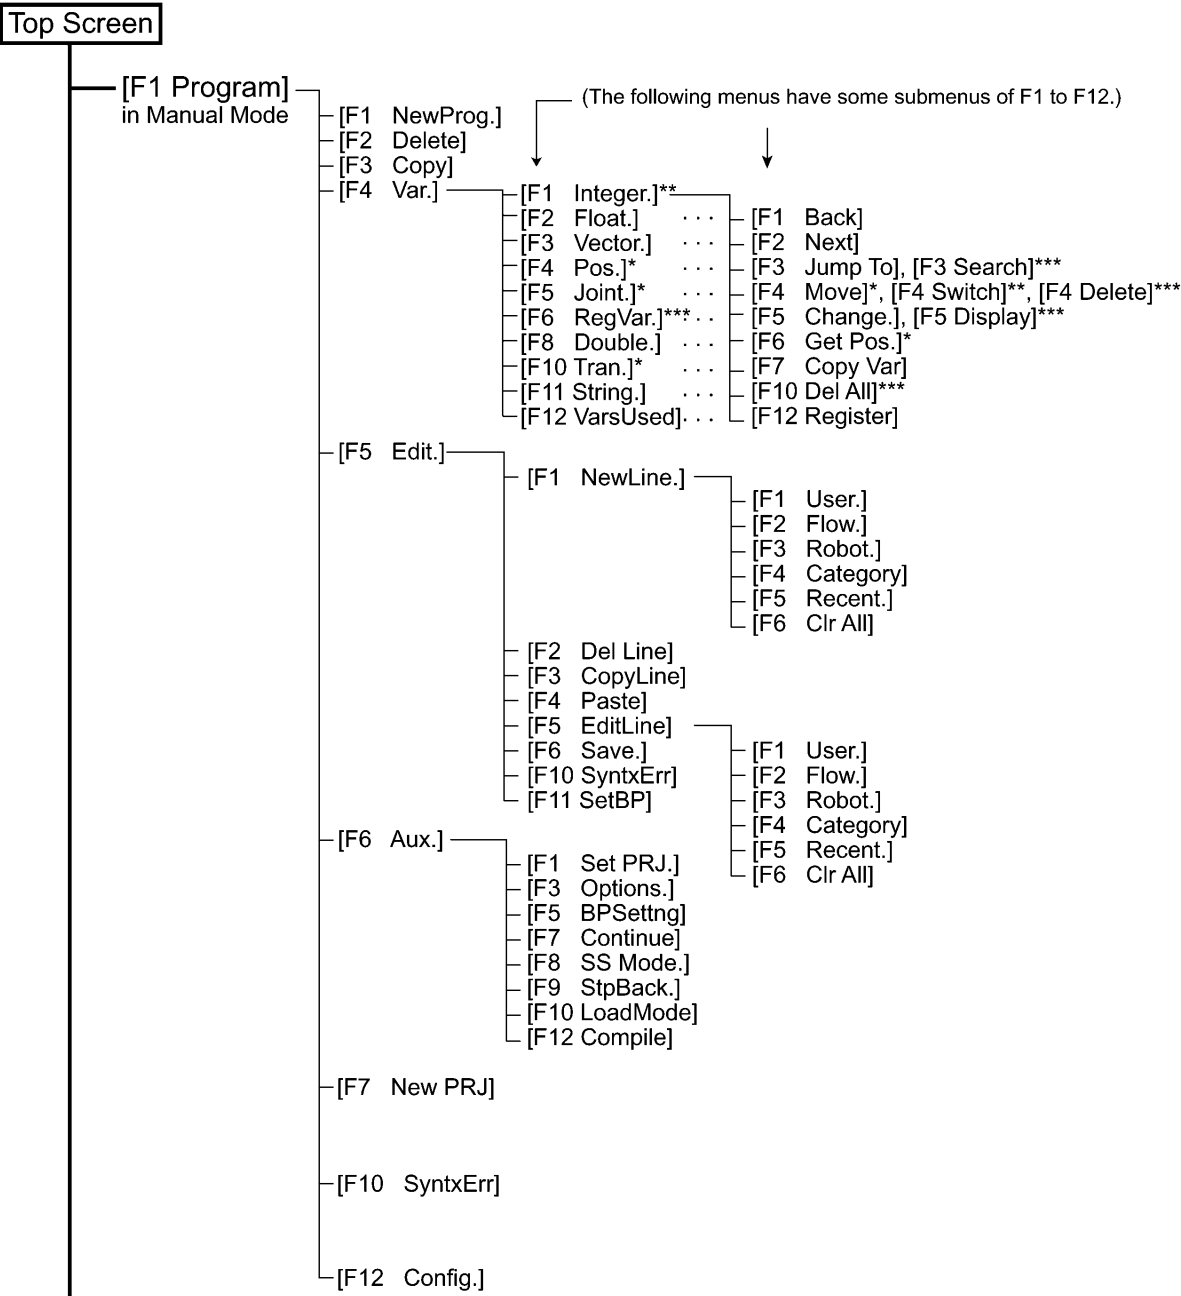 Top Screen
[F1 Program]
in Manual Mode
(The following menus have some submenus of F1 to F12.)
[F1 NewProg.]
[F2 Delete]
[F3 Copy]
[F4 Var.]
[F1 Integer.]**
[F2 Float.] . . .
[F3 Vector.] . . .
[F4 Pos.]* . . .
[F5 Joint.]* . . .
[F6 RegVar.]*** . . .
[F8 Double.] . . .
[F10 Tran.]* . . .
[F11 String.] . . .
[F12 VarsUsed] . . .
[F1 Back]
[F2 Next]
[F3 Jump To], [F3 Search]***
[F4 Move]*, [F4 Switch]**, [F4 Delete]***
[F5 Change.], [F5 Display]***
[F6 Get Pos.]*
[F7 Copy Var]
[F10 Del All]***
[F12 Register]
[F5 Edit.]
[F1 NewLine.]
[F1 User.]
[F2 Flow.]
[F3 Robot.]
[F4 Category]
[F5 Recent.]
[F6 Clr All]
[F2 Del Line]
[F3 CopyLine]
[F4 Paste]
[F5 EditLine]
[F6 Save.]
[F10 SyntxErr]
[F11 SetBP]
[F1 User.]
[F2 Flow.]
[F3 Robot.]
[F4 Category]
[F5 Recent.]
[F6 Clr All]
[F6 Aux.]
[F1 Set PRJ.]
[F3 Options.]
[F5 BPSettng]
[F7 Continue]
[F8 SS Mode.]
[F9 StpBack.]
[F10 LoadMode]
[F12 Compile]
[F7 New PRJ]
[F10 SyntxErr]
[F12 Config.]